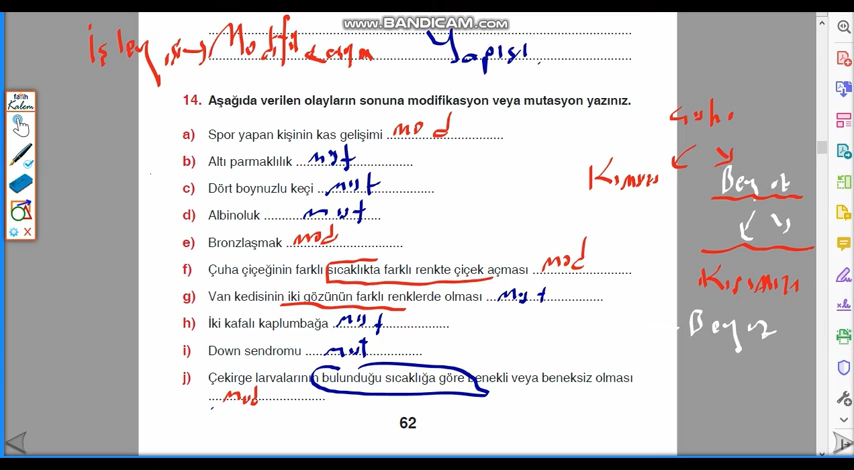 www.BANDICAM.com
İşleyişi → Modifikasyon Yapısı
14. Aşağıda verilen olayların sonuna modifikasyon veya mutasyon yazınız.
a) Spor yapan kişinin kas gelişimi mod
b) Altı parmaklılık mut
c) Dört boynuzlu keçi mut
d) Albinoluk mut
e) Bronzlaşmak mod
f) Çuha çiçeğinin farklı sıcaklıkta farklı renkte çiçek açması mod
g) Van kedisinin iki gözünün farklı renklerde olması mut
h) İki kafalı kaplumbağa mut
i) Down sendromu mut
j) Çekirge larvalarının bulunduğu sıcaklığa göre benekli veya beneksiz olması
mod
62
Çuha
Kırmızı Beyaz
Kırmızı
Beyaz
fatih
Kalem